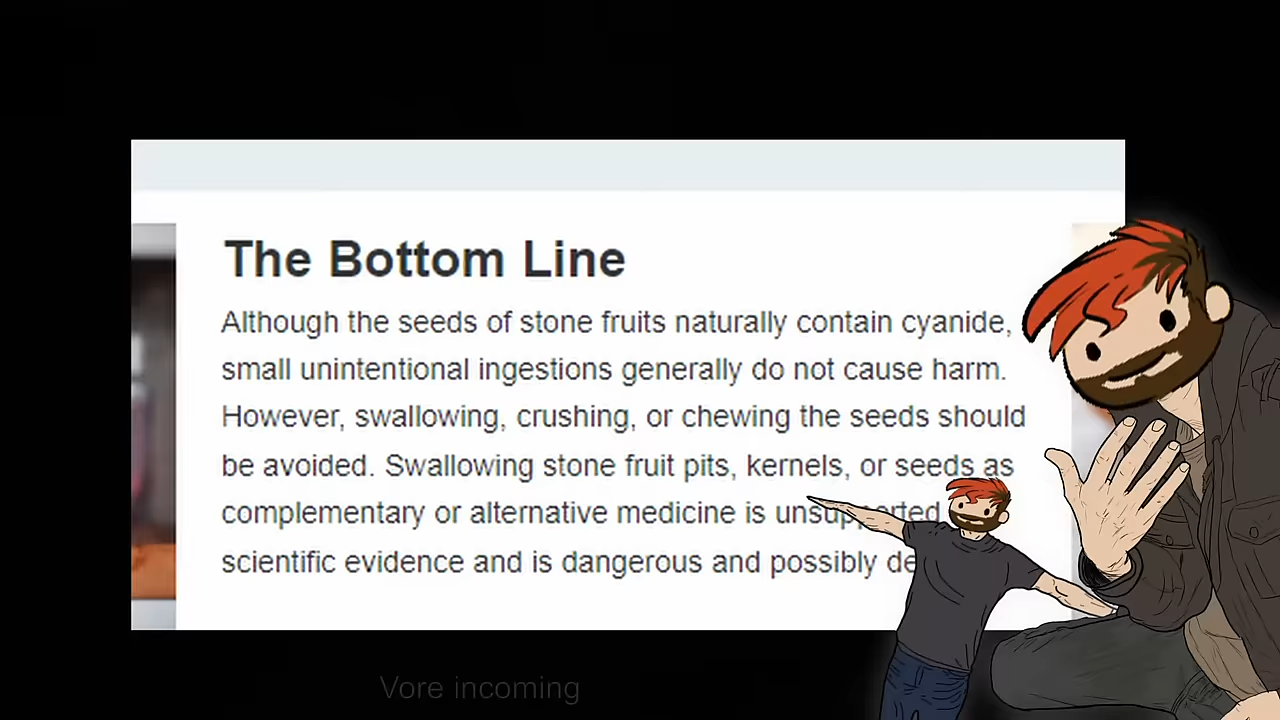 The Bottom Line
Although the seeds of stone fruits naturally contain cyanide,
small unintentional ingestions generally do not cause harm.
However, swallowing, crushing, or chewing the seeds should
be avoided. Swallowing stone fruit pits, kernels, or seeds as
complementary or alternative medicine is unsupported
scientific evidence and is dangerous and possibly
Vore incoming